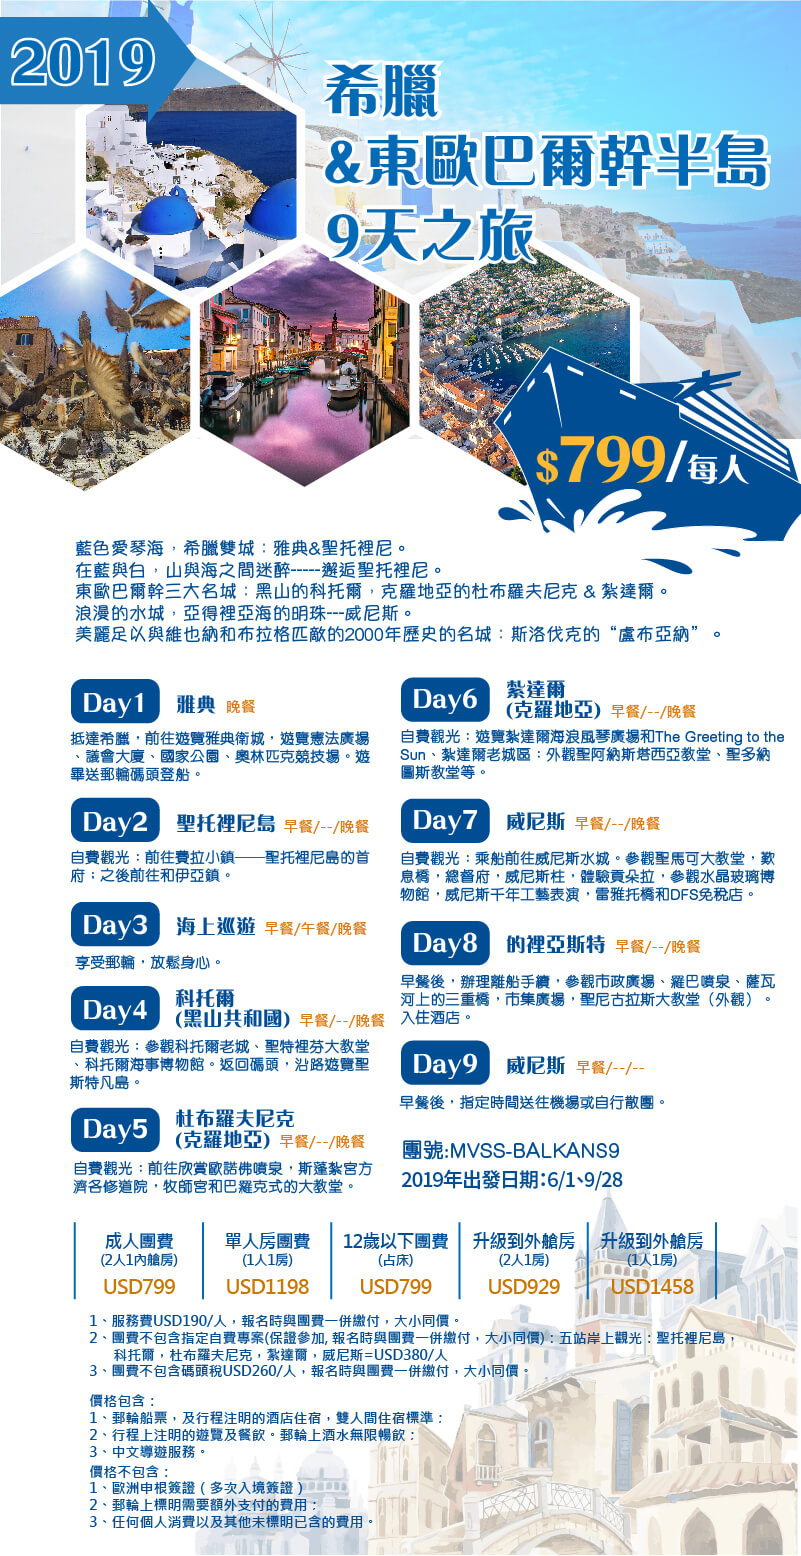 2019
希臘
&東歐巴爾幹半島
9天之旅
$799/每人
藍色愛琴海，希臘雙城：雅典&聖托裡尼。
在藍與白，山與海之間迷醉-----邂逅聖托裡尼。
東歐巴爾幹三大名城：黑山的科托爾，克羅地亞的杜布羅夫尼克 & 紮達爾。
浪漫的水城，亞得裡亞海的明珠---威尼斯。
美麗足以與維也納和布拉格匹敵的2000年歷史的名城：斯洛伐克的“盧布亞納”。
Day1 雅典 晚餐
抵達希臘，前往遊覽雅典衛城，遊覽憲法廣場
、議會大廈、國家公園、奧林匹克競技場。遊
畢送郵輪碼頭登船。
Day2 聖托裡尼島 早餐/--/晚餐
自費觀光：前往費拉小鎮——聖托裡尼島的首
府；之後前往和伊亞鎮。
Day3 海上巡遊 早餐/午餐/晚餐
享受郵輪，放鬆身心。
Day4 科托爾
(黑山共和國) 早餐/--/晚餐
自費觀光：參觀科托爾老城、聖特裡芬大教堂
、科托爾海事博物館。返回碼頭，沿路遊覽聖
斯特凡島。
Day5 杜布羅夫尼克
(克羅地亞) 早餐/--/晚餐
自費觀光：前往欣賞歐諾佛噴泉，斯蓬紮宮方
濟各修道院，牧師宮和巴羅克式的大教堂。
Day6 紮達爾
(克羅地亞) 早餐/--/晚餐
自費觀光：遊覽紮達爾海浪風琴廣場和The Greeting to the
Sun、紮達爾老城區：外觀聖阿納斯塔西亞教堂、聖多納
圖斯教堂等。
Day7 威尼斯 早餐/--/晚餐
自費觀光：乘船前往威尼斯水城。參觀聖馬可大教堂，歎
息橋，總督府，威尼斯柱，體驗貢朵拉，參觀水晶玻璃博
物館，威尼斯千年工藝表演，雷雅托橋和DFS免稅店。
Day8 的裡亞斯特 早餐/--/晚餐
早餐後，辦理離船手續，參觀市政廣場、羅巴噴泉、薩瓦
河上的三重橋，市集廣場，聖尼古拉斯大教堂（外觀）。
入住酒店。
Day9 威尼斯 早餐/--/--
早餐後，指定時間送往機場或自行散團。
團號:MVSS-BALKANS9
2019年出發日期：6/1、9/28
成人團費
(2人1內艙房)
USD799
單人房團費
(1人1房)
USD1198
12歲以下團費
(占床)
USD799
升級到外艙房
(2人1房)
USD929
升級到外艙房
(1人1房)
USD1458
1、服務費USD190/人，報名時與團費一併繳付，大小同價。
2、團費不包含指定自費專案(保證參加, 報名時與團費一併繳付，大小同價)：五站岸上觀光：聖托裡尼島，
科托爾，杜布羅夫尼克，紮達爾，威尼斯=USD380/人
3、團費不包含碼頭稅USD260/人，報名時與團費一併繳付，大小同價。
價格包含：
1、郵輪船票，及行程注明的酒店住宿，雙人間住宿標準；
2、行程上注明的遊覽及餐飲。郵輪上酒水無限暢飲；
3、中文導遊服務。
價格不包含：
1、歐洲申根簽證（多次入境簽證）
2、郵輪上標明需要額外支付的費用；
3、任何個人消費以及其他未標明已含的費用。